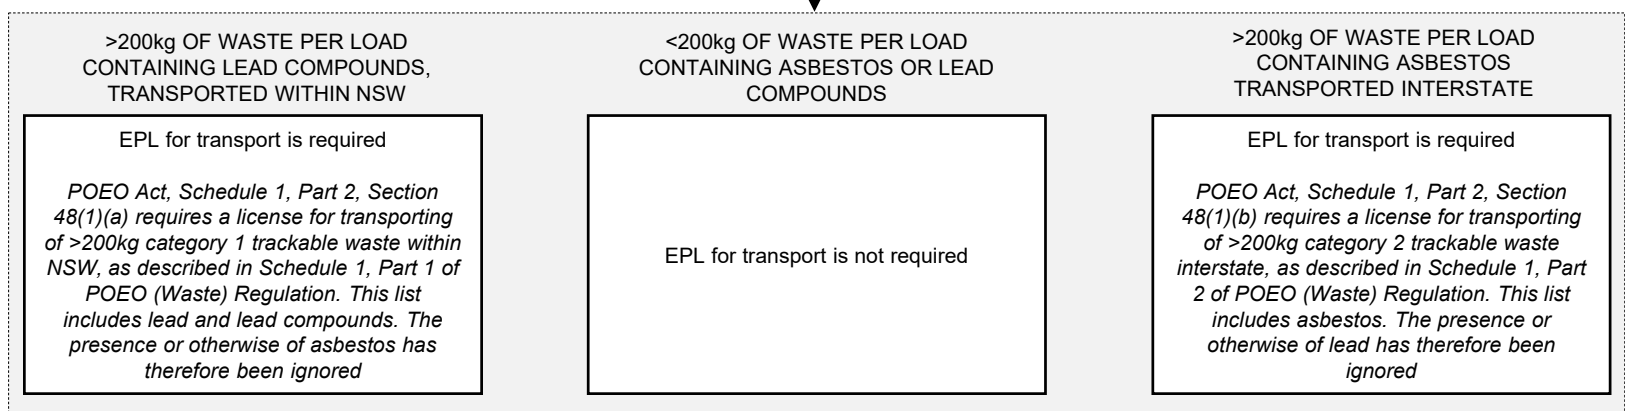 >200kg OF WASTE PER LOAD
CONTAINING LEAD COMPOUNDS,
TRANSPORTED WITHIN NSW
EPL for transport is required
POEO Act, Schedule 1, Part 2, Section
48(1)(a) requires a license for transporting
of >200kg category 1 trackable waste within
NSW, as described in Schedule 1, Part 1 of
POEO (Waste) Regulation. This list
includes lead and lead compounds. The
presence or otherwise of asbestos has
therefore been ignored
<200kg OF WASTE PER LOAD
CONTAINING ASBESTOS OR LEAD
COMPOUNDS
EPL for transport is not required
>200kg OF WASTE PER LOAD
CONTAINING ASBESTOS
TRANSPORTED INTERSTATE
EPL for transport is required
POEO Act, Schedule 1, Part 2, Section
48(1)(b) requires a license for transporting
of >200kg category 2 trackable waste
interstate, as described in Schedule 1, Part
2 of POEO (Waste) Regulation. This list
includes asbestos. The presence or
otherwise of lead has therefore been
ignored